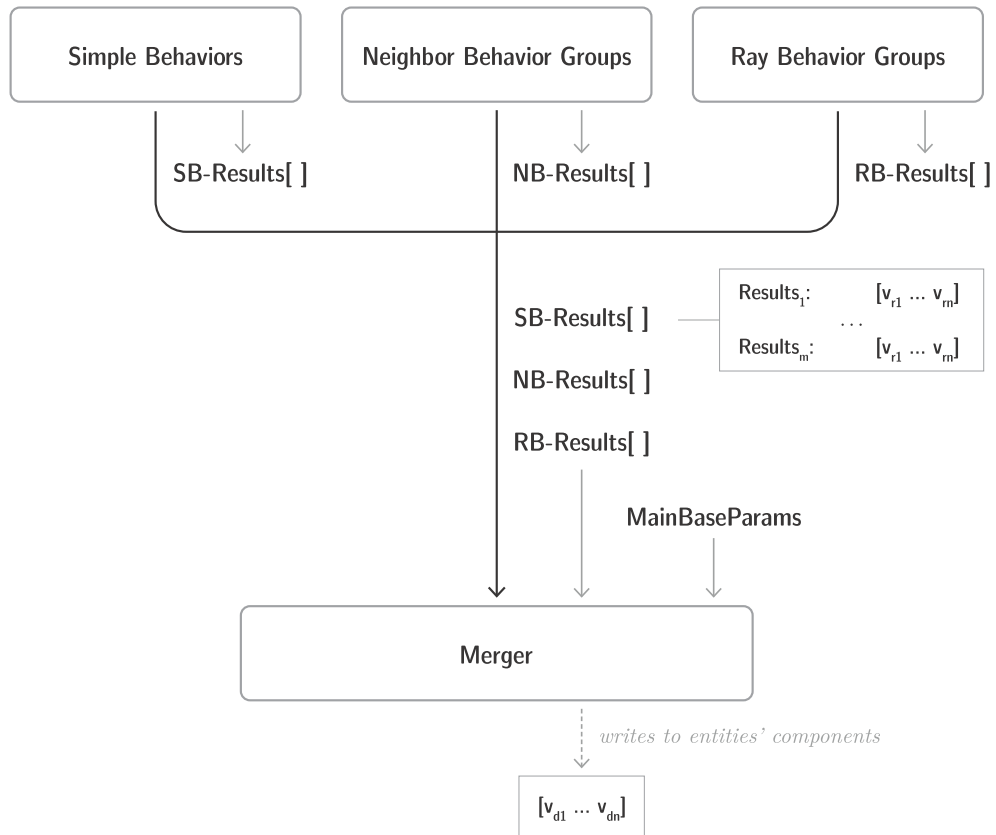 Simple Behaviors
Neighbor Behavior Groups
Ray Behavior Groups
SB-Results[ ]
NB-Results[ ]
RB-Results[ ]
SB-Results[ ]
Results1: [vr1 ... vrn]
...
Resultsm: [vr1 ... vrn]
NB-Results[ ]
RB-Results[ ]
MainBaseParams
Merger
writes to entities' components
[vd1 ... vdn]